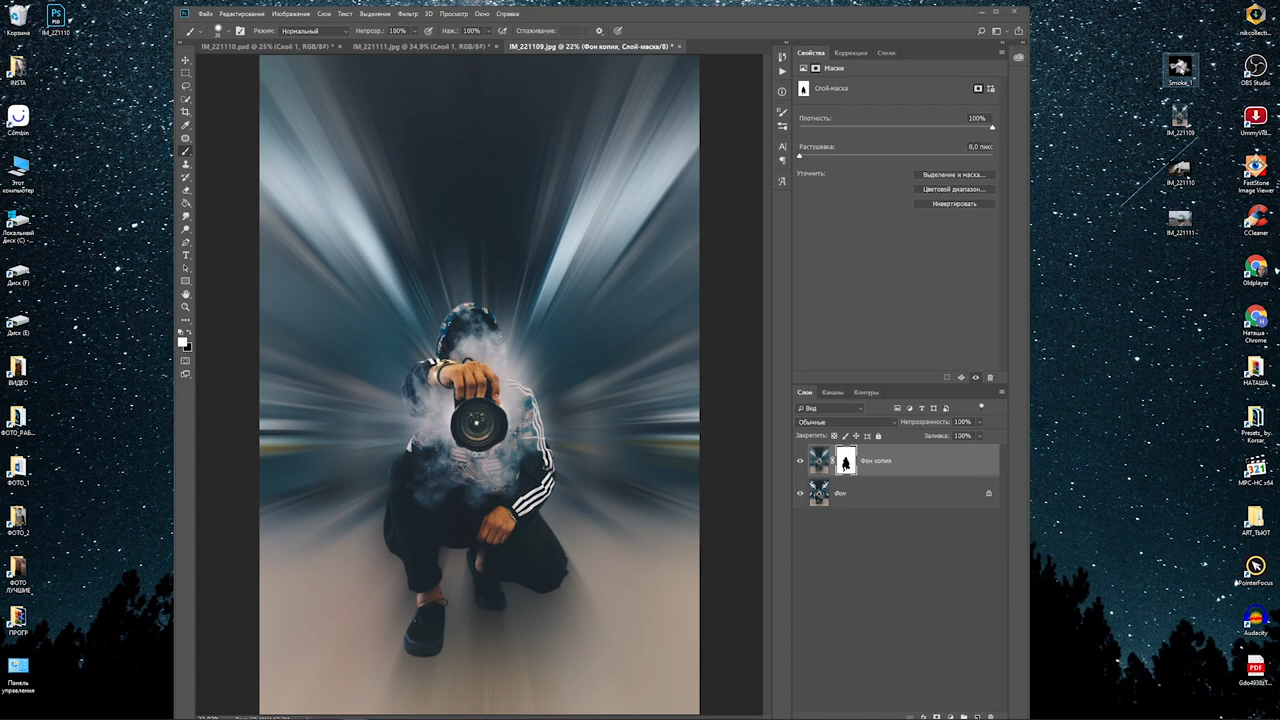 Корзина
IM_221110
INSTA
Combin
Этот компьютер
Локальный Диск (C) -...
Диск (F)
Диск (E)
ВИДЕО
ФОТО_РАБ...
ФОТО_1
ФОТО_2
ФОТО ЛУЧШИЕ
ПРОГР
Панель управления
Файл Редактирование Изображение Слои Текст Выделение Фильтр 3D Просмотр Окно Справка
20 Режим: Нормальный Непрозр.: 100% Наж.: 100% Сглаживание:
IM_221110.psd @ 25% (Слой 1, RGB/8#) * × IM_221111.jpg @ 34,9% (Слой 1, RGB/8#) * × IM_221109.jpg @ 22% (Фон копия, Слой-маска/8) * ×
Свойства Коррекция Стили
Маски
Слой-маска
Плотность: 100%
Растушевка: 0,0 пикс
Уточнить: Выделение и маска...
Цветовой диапазон...
Инвертировать
Слои Каналы Контуры
Вид
Обычные Непрозрачность: 100%
Закрепить: Заливка: 100%
Фон копия
Фон
Smoke_1
IM_221109
IM_221110
IM_221111
nikcollecti...
OBS Studio
UmmyVi...
FastStone Image Viewer
CCleaner
Oldplayer
Наташа - Chrome
НАТАША
Presets_by_Korser_
MPC-HC x64
ART_ТЬЮТ
PointerFocus
Audacity